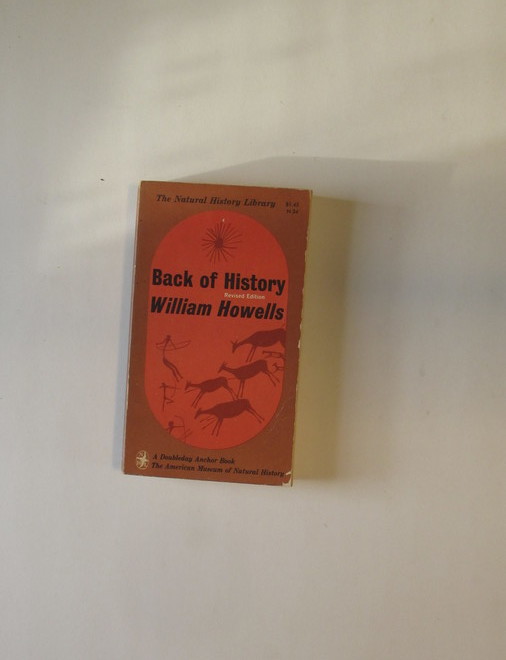 The Natural History Library
Back of History
Revised Edition
William Howells
A Doubleday Anchor Book
The American Museum of Natural History